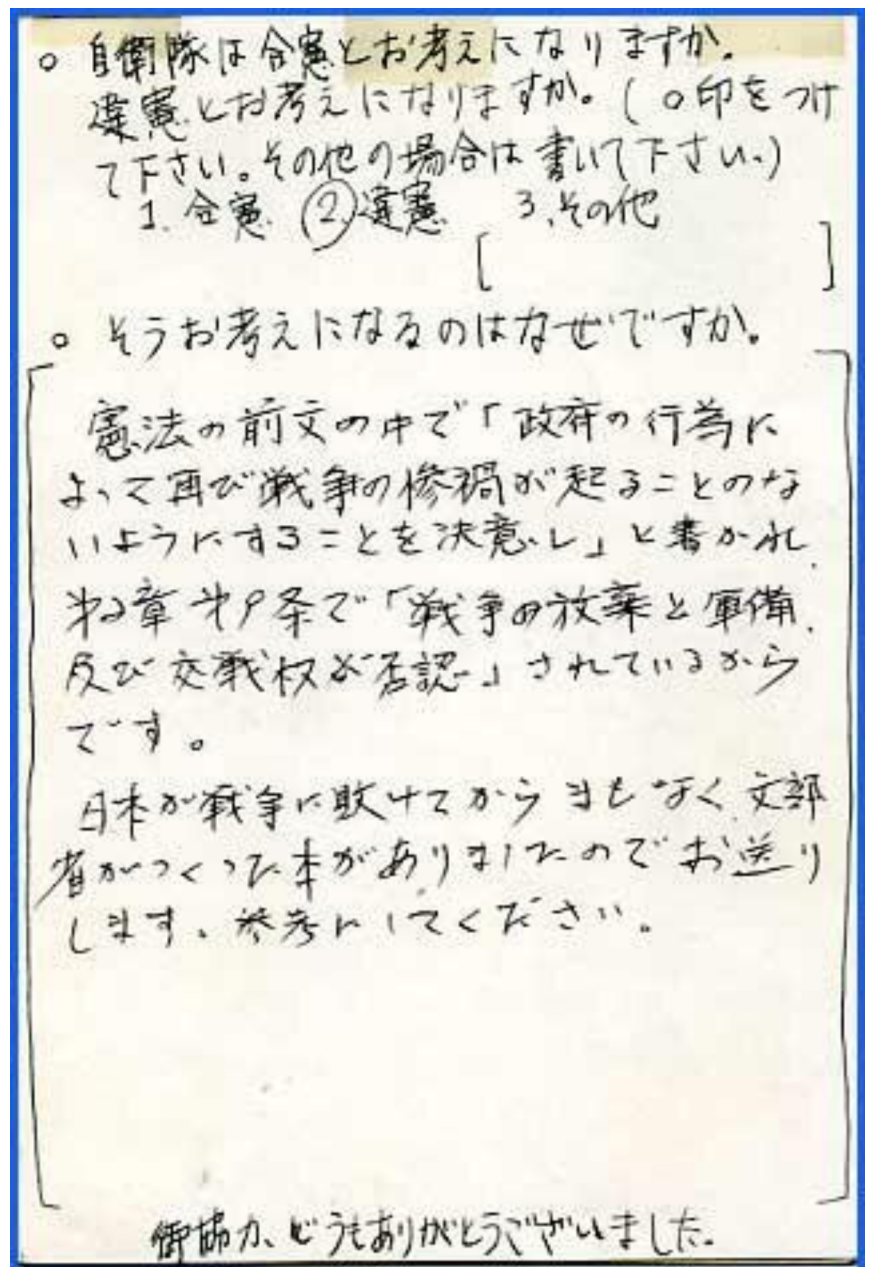 ○ 自衛隊は合憲とお考えになりますか。
違憲とお考えになりますか。(○印をつけ
て下さい。その他の場合は書いて下さい。)
1. 合憲 ②違憲 3.その他
[ ]
○ そうお考えになるのはなぜですか。
憲法の前文の中で「政府の行為に
よって再び戦争の惨禍が起ることのな
いようにすることを決意し」と書かれ、
第2章第9条で「戦争の放棄と軍備、
及び交戦权が否認」されているから
です。
日本が戦争に敗けてからまもなく、文部
省がつくった本がありましたのでお送り
します、参考にしてください。
御協力、どうもありがとうございました。